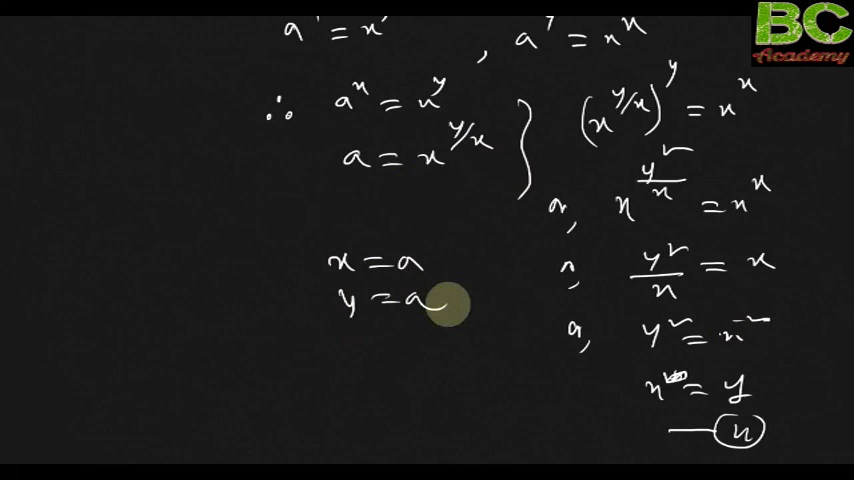 BC
Academy
a^x = x^y , a^y = x^x
∴ a^x = x^y
a = x^{y/x}
(x^{y/x})^y = x^x
or, x^{y²/x} = x^x
or, y²/x = x
or, y² = x²
x = y
x = a
y = a